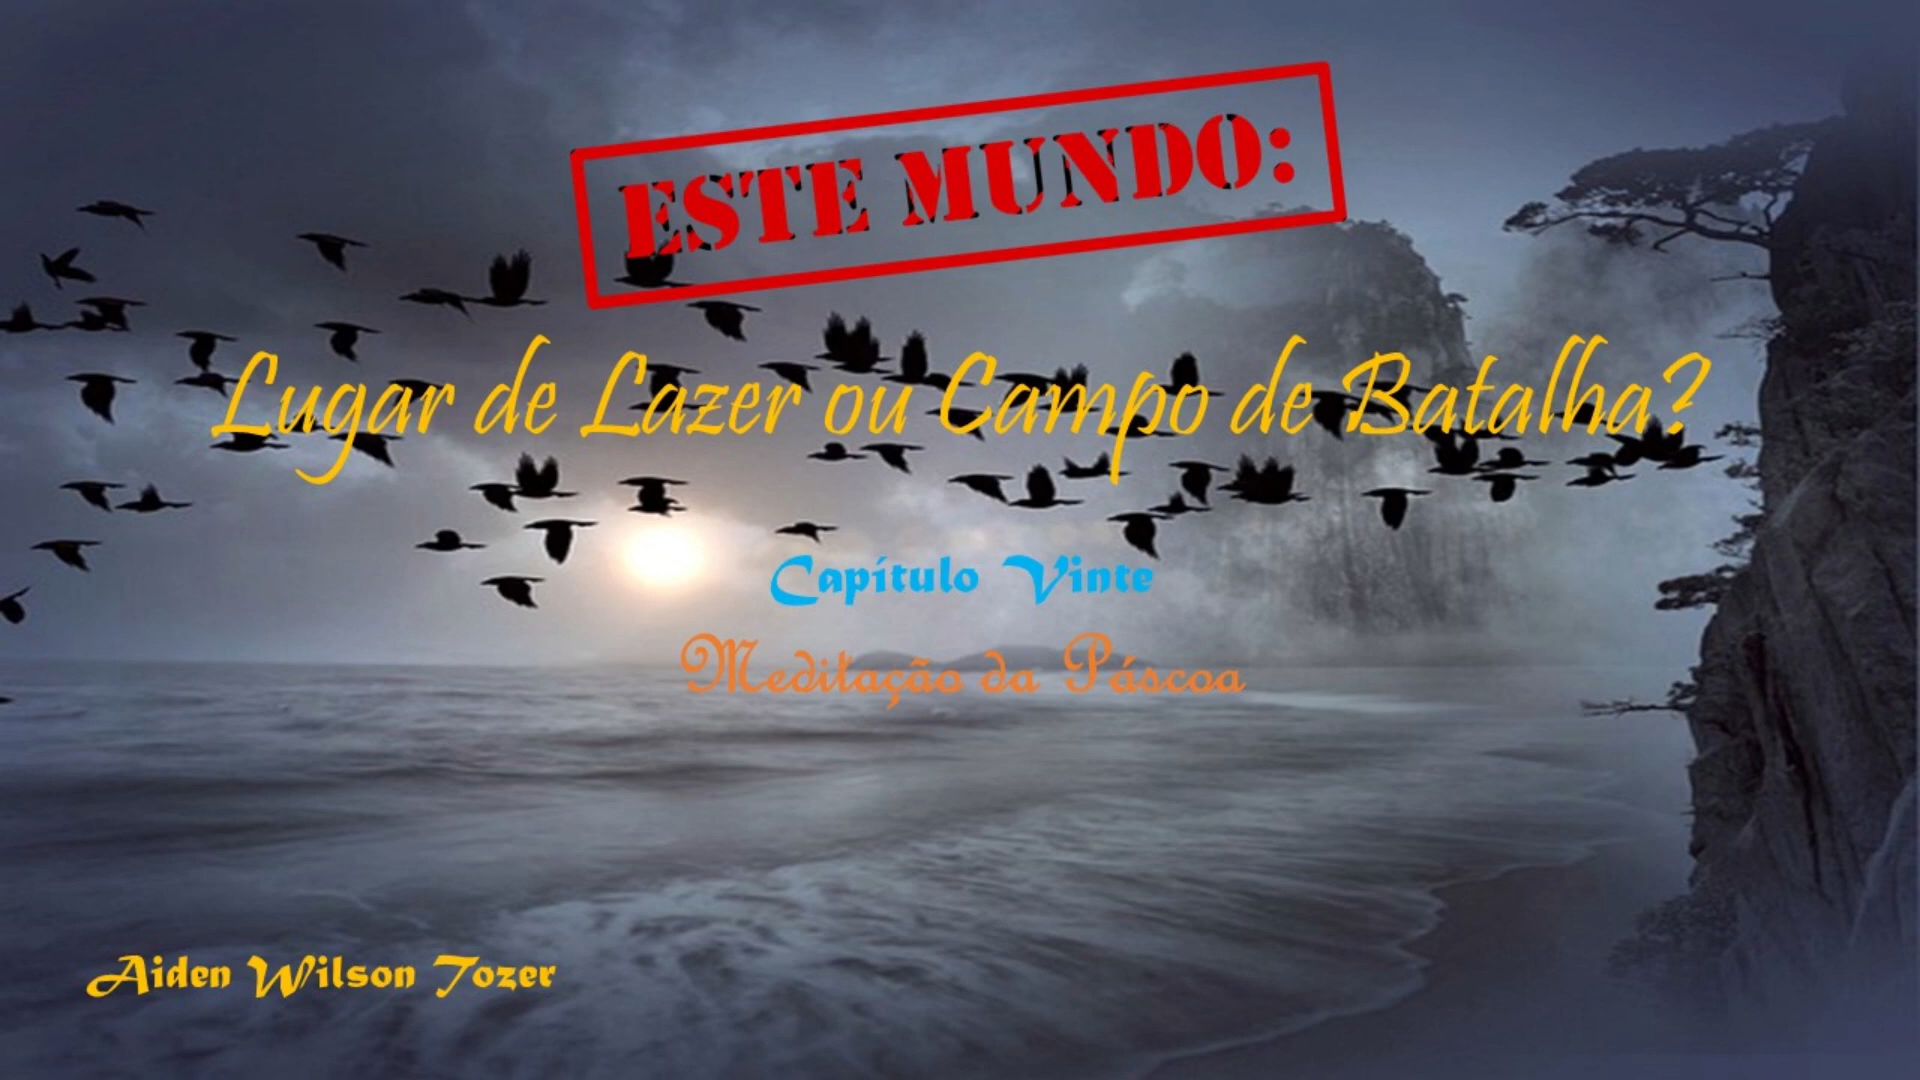 ESTE MUNDO:
Lugar de Lazer ou Campo de Batalha?
Capítulo Vinte
Meditação da Páscoa
Aiden Wilson Tozer